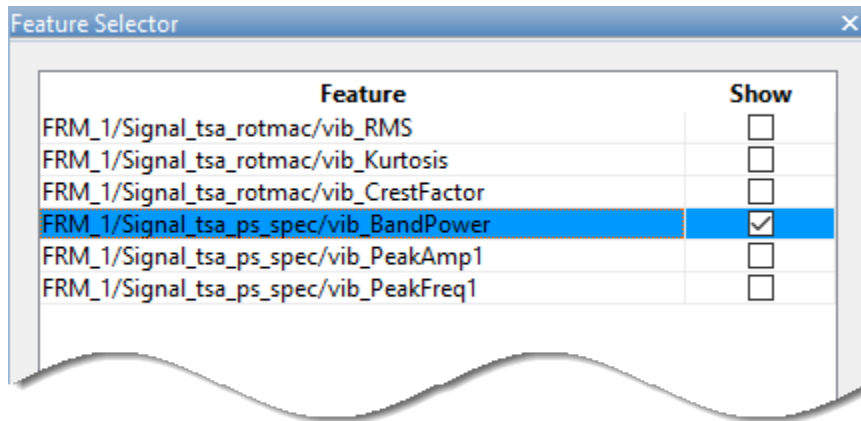 Feature Selector
Feature Show
FRM_1/Signal_tsa_rotmac/vib_RMS
FRM_1/Signal_tsa_rotmac/vib_Kurtosis
FRM_1/Signal_tsa_rotmac/vib_CrestFactor
FRM_1/Signal_tsa_ps_spec/vib_BandPower
FRM_1/Signal_tsa_ps_spec/vib_PeakAmp1
FRM_1/Signal_tsa_ps_spec/vib_PeakFreq1